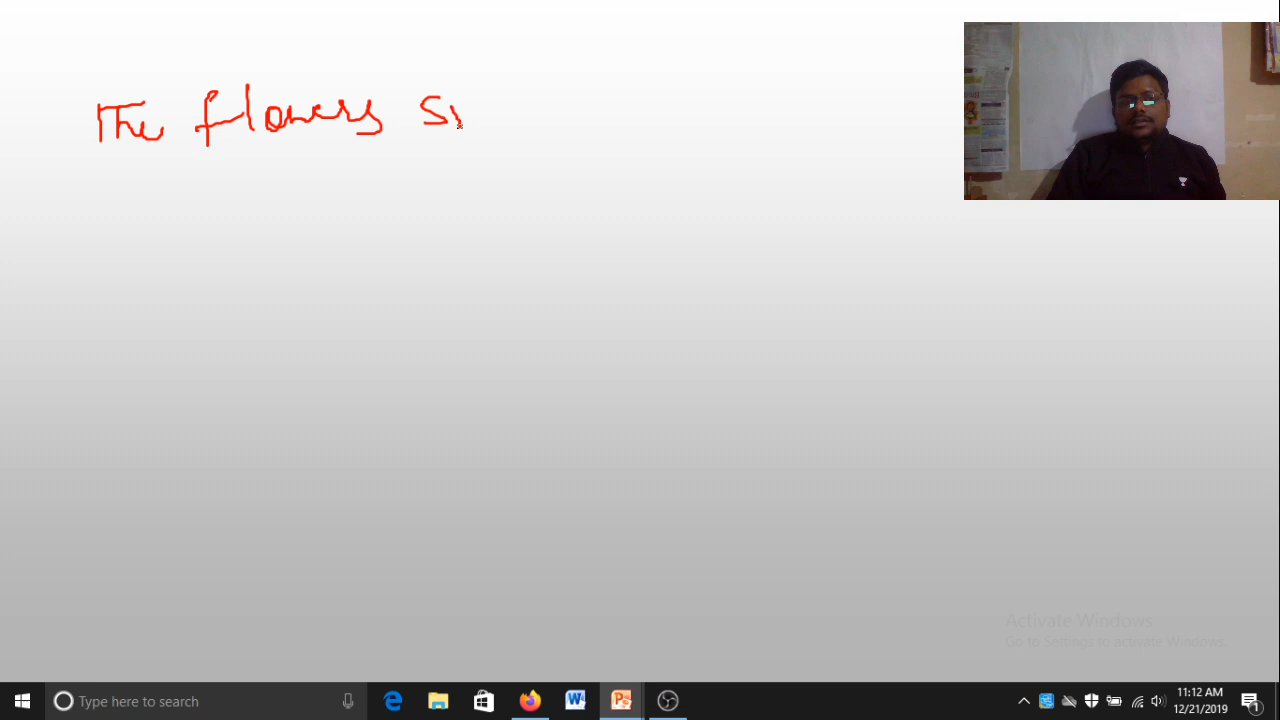 The flowers s
Activate Windows
Go to Settings to activate Windows.
Type here to search
11:12 AM
12/21/2019
1